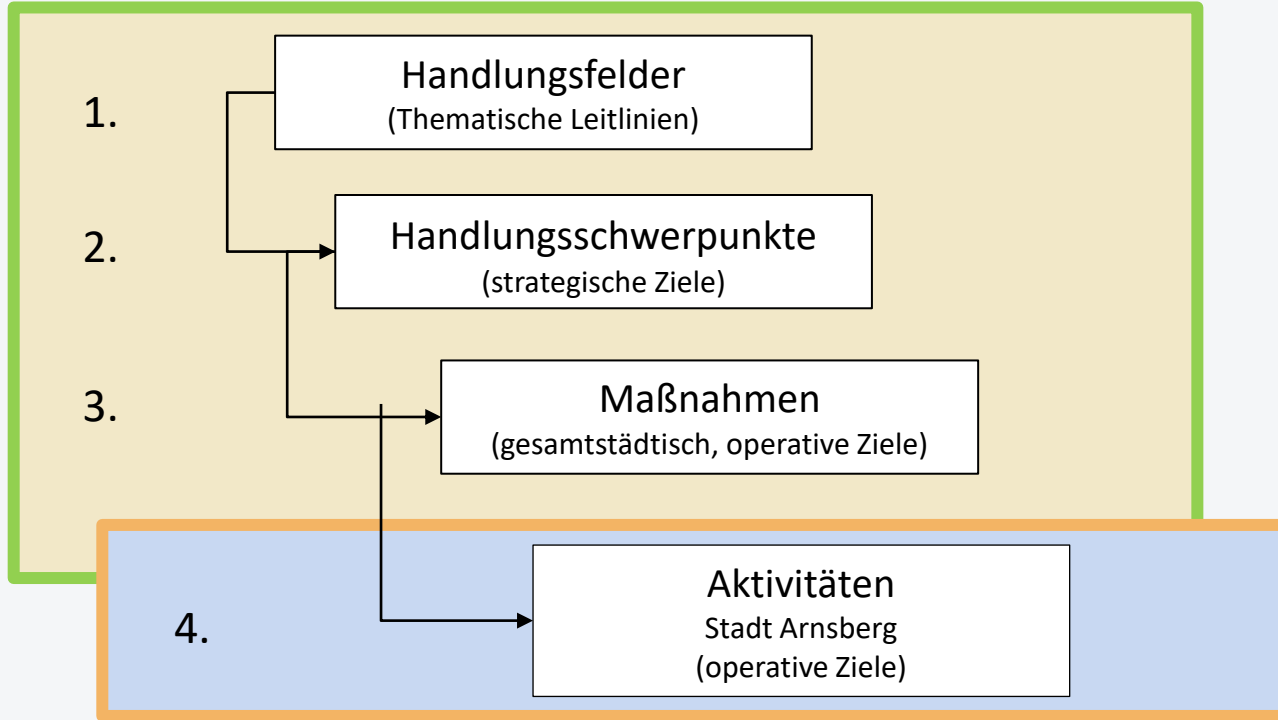 1.
Handlungsfelder
(Thematische Leitlinien)
2.
Handlungsschwerpunkte
(strategische Ziele)
3.
Maßnahmen
(gesamtstädtisch, operative Ziele)
4.
Aktivitäten
Stadt Arnsberg
(operative Ziele)